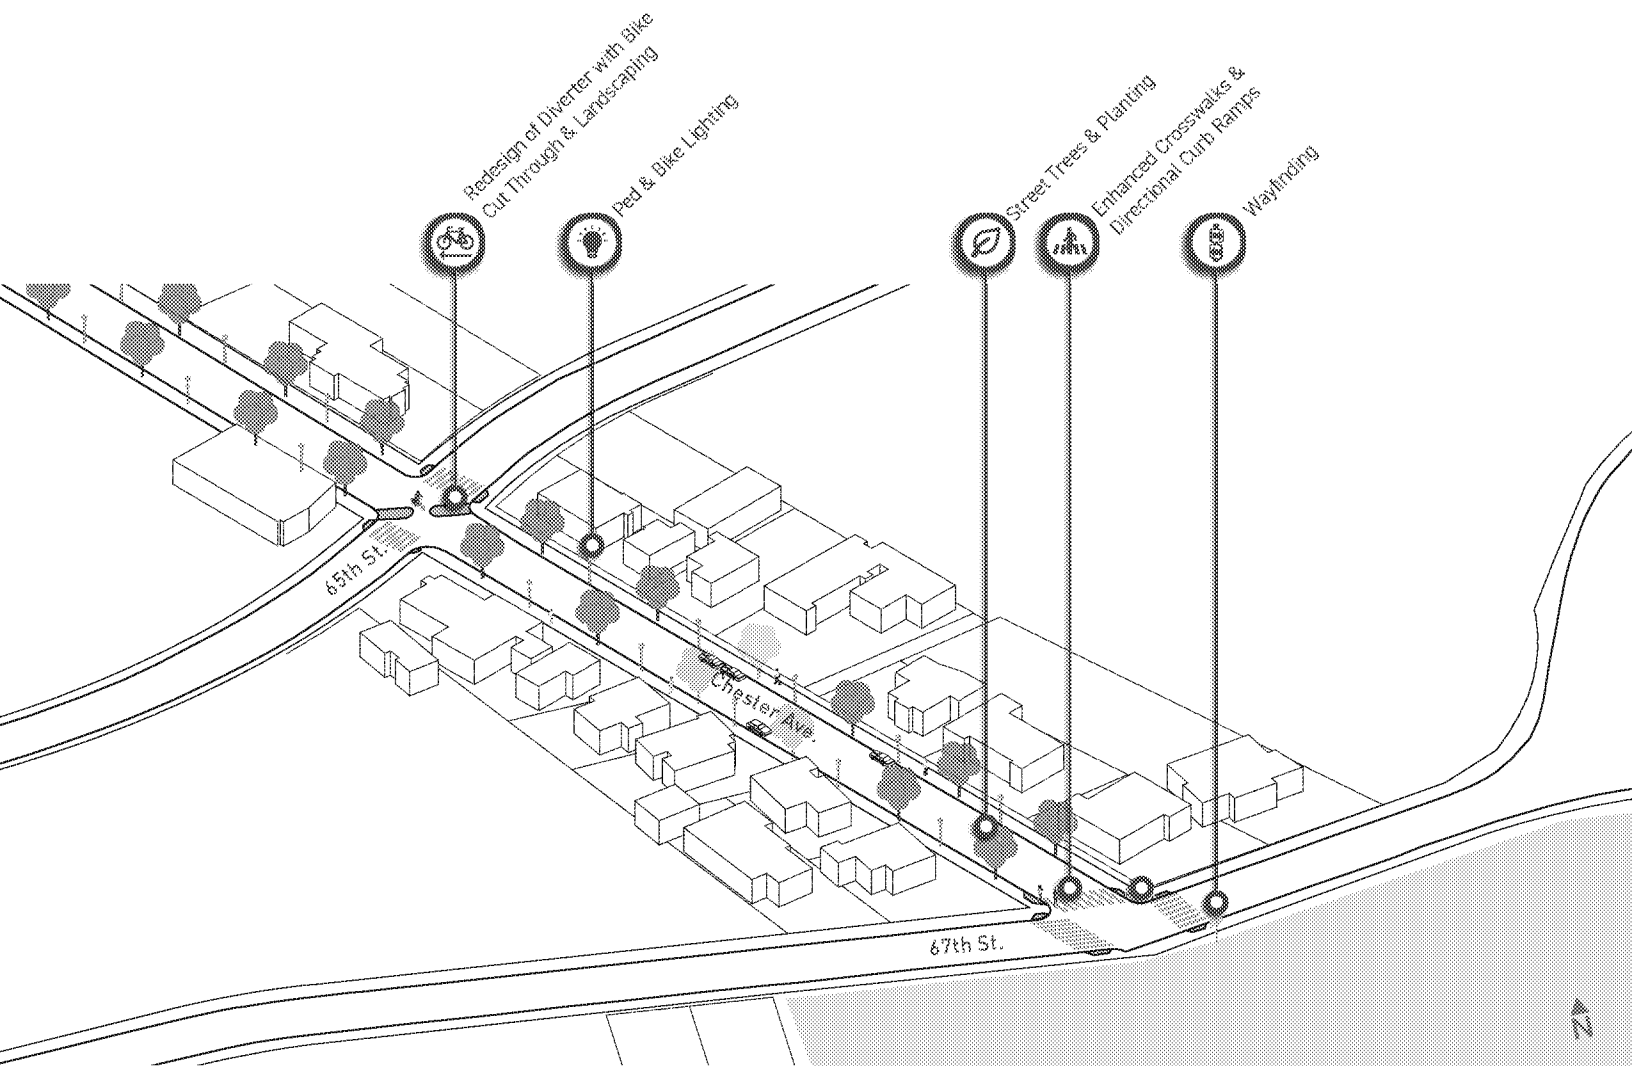 Redesign of Diverter with Bike
Cut Through & Landscaping
Ped & Bike Lighting
Street Trees & Planting
Enhanced Crosswalks &
Directional Curb Ramps
Wayfinding
65th St.
Chester Ave.
67th St.
N